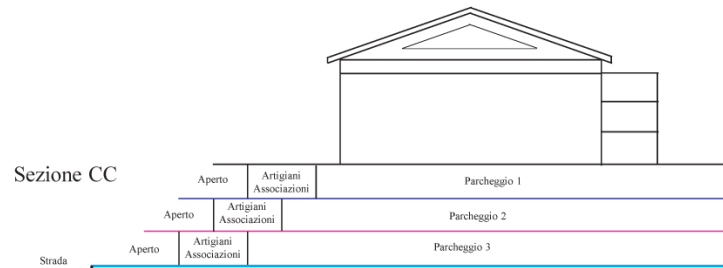 Sezione CC
Aperto
Artigiani
Associazioni
Parcheggio 1
Aperto
Artigiani
Associazioni
Parcheggio 2
Aperto
Artigiani
Associazioni
Parcheggio 3
Strada